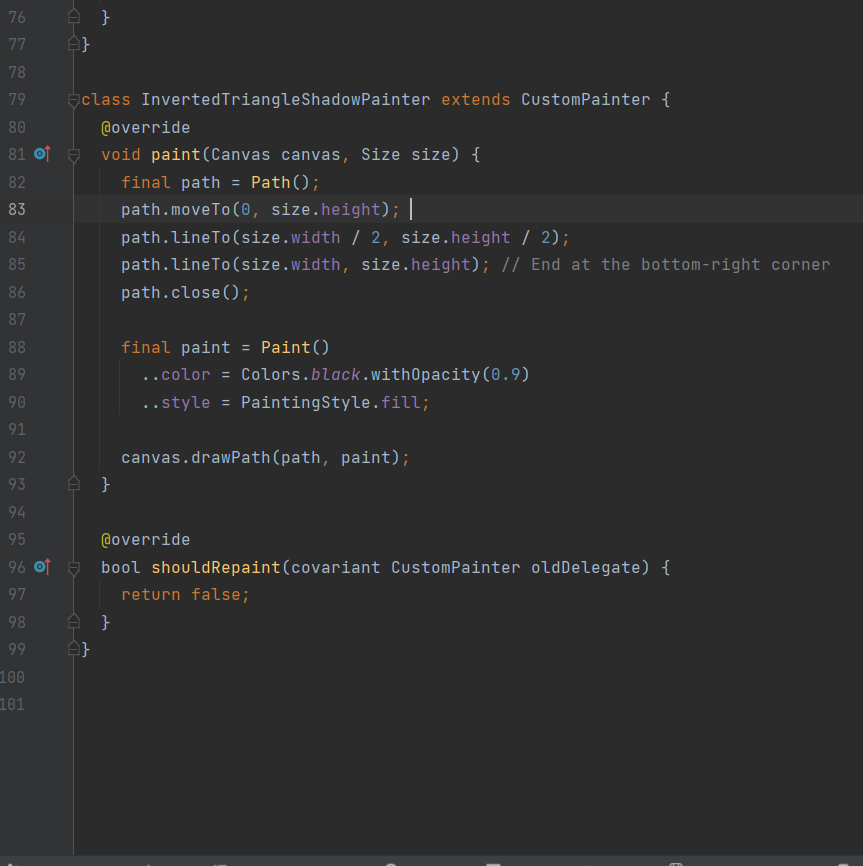 76 }
77 }
78
79 class InvertedTriangleShadowPainter extends CustomPainter {
80 @override
81 void paint(Canvas canvas, Size size) {
82 final path = Path();
83 path.moveTo(0, size.height);
84 path.lineTo(size.width / 2, size.height / 2);
85 path.lineTo(size.width, size.height); // End at the bottom-right corner
86 path.close();
87
88 final paint = Paint()
89 ..color = Colors.black.withOpacity(0.9)
90 ..style = PaintingStyle.fill;
91
92 canvas.drawPath(path, paint);
93 }
94
95 @override
96 bool shouldRepaint(covariant CustomPainter oldDelegate) {
97 return false;
98 }
99 }
100
101